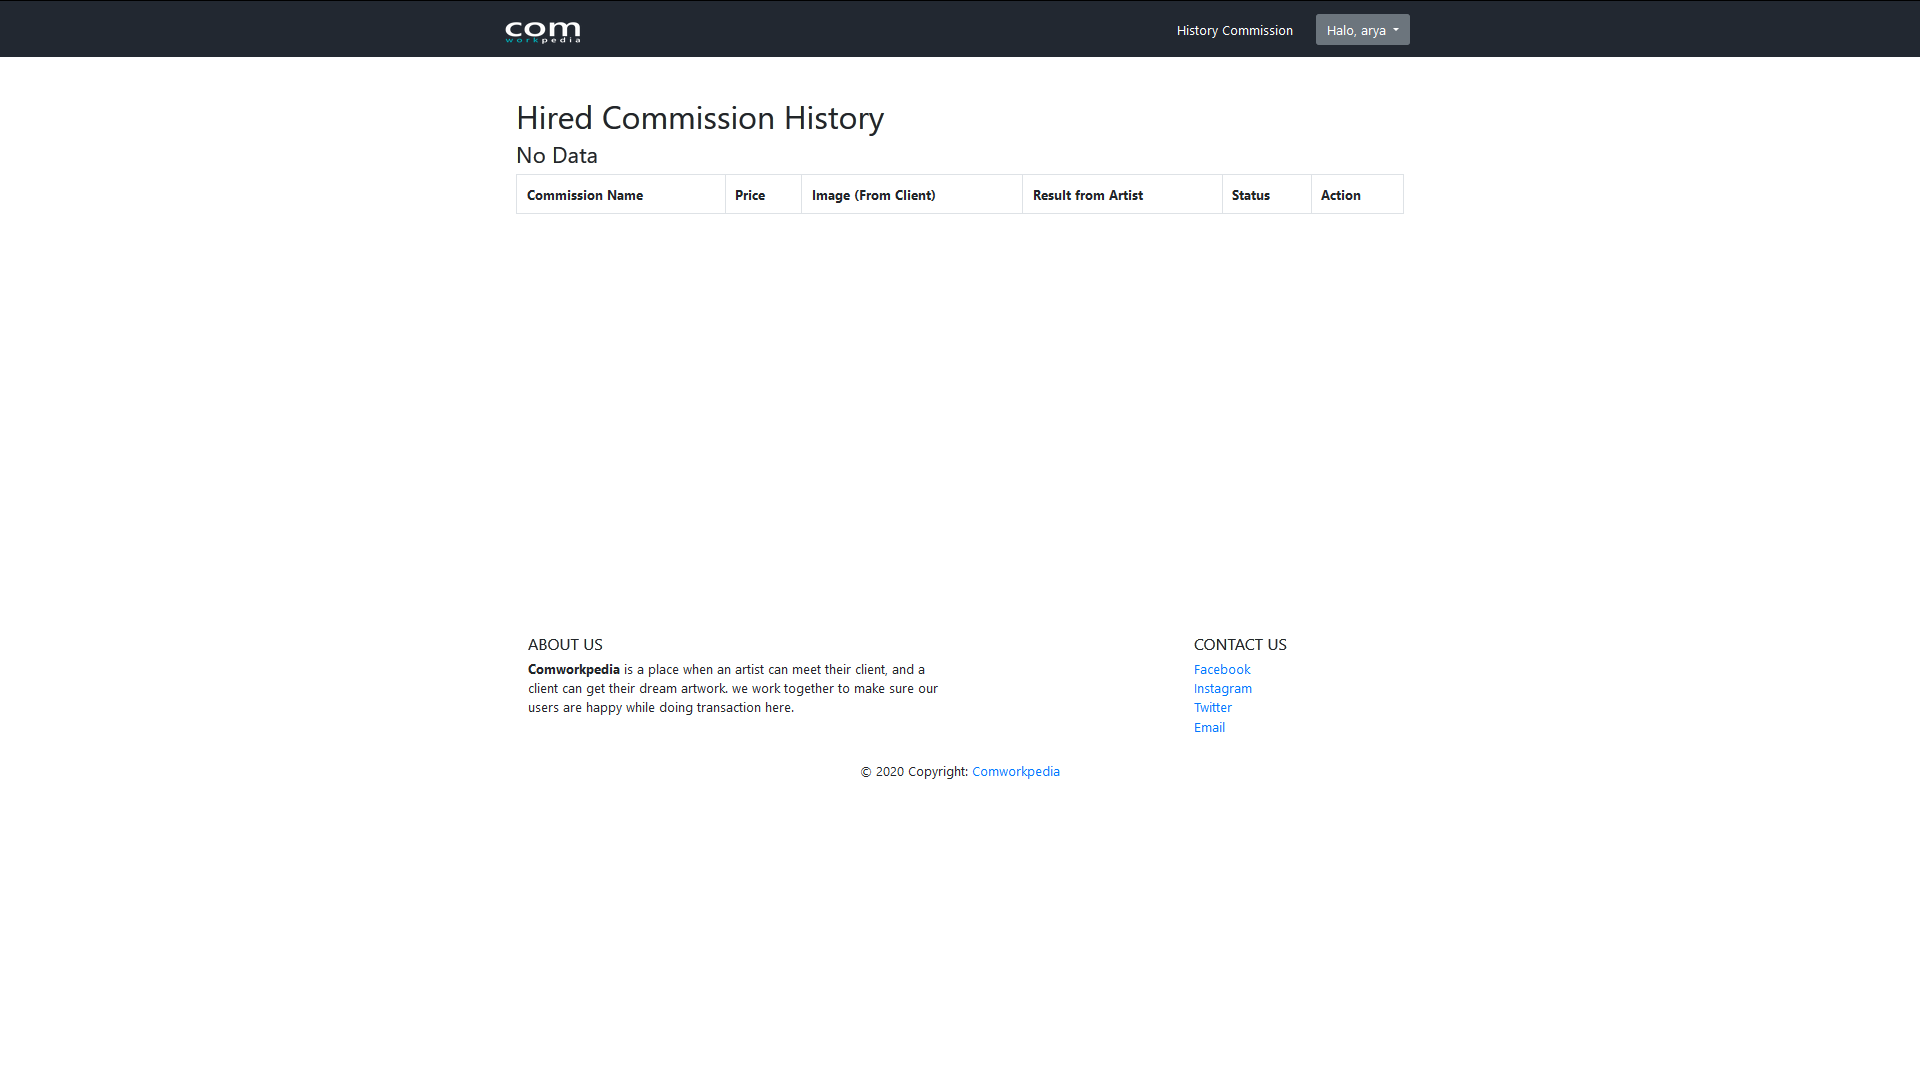 com
workpedia
History Commission
Halo, arya
Hired Commission History
No Data
Commission Name Price Image (From Client) Result from Artist Status Action
ABOUT US
Comworkpedia is a place when an artist can meet their client, and a
client can get their dream artwork. we work together to make sure our
users are happy while doing transaction here.
CONTACT US
Facebook
Instagram
Twitter
Email
© 2020 Copyright: Comworkpedia